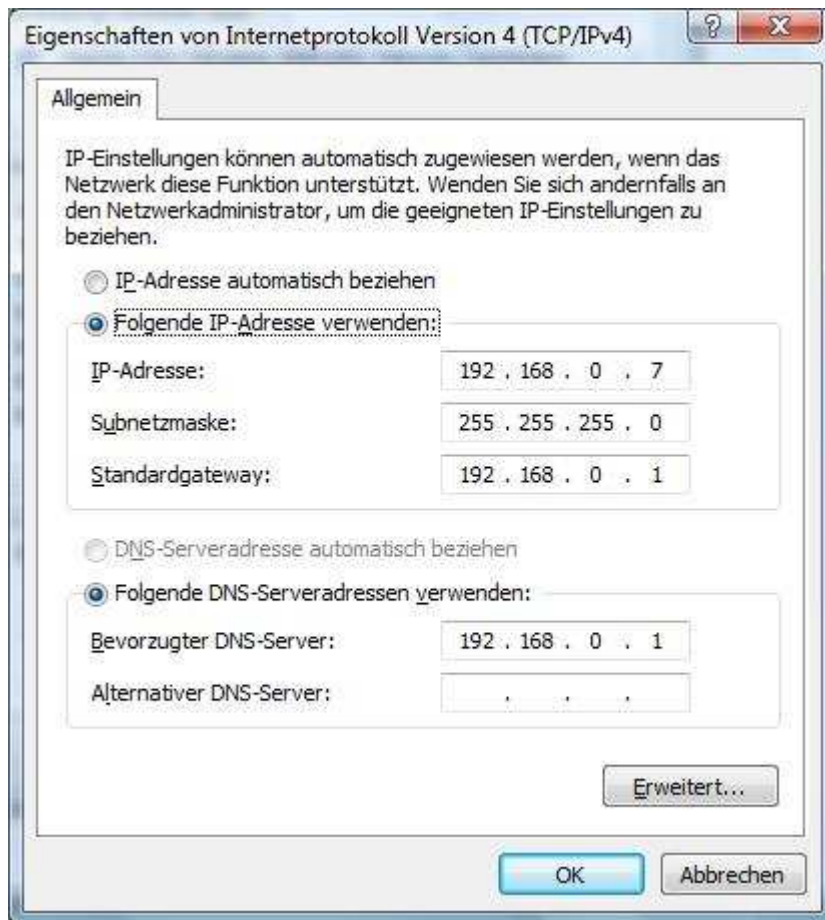 Eigenschaften von Internetprotokoll Version 4 (TCP/IPv4)
Allgemein
IP-Einstellungen können automatisch zugewiesen werden, wenn das
Netzwerk diese Funktion unterstützt. Wenden Sie sich andernfalls an
den Netzwerkadministrator, um die geeigneten IP-Einstellungen zu
beziehen.
IP-Adresse automatisch beziehen
Folgende IP-Adresse verwenden:
IP-Adresse: 192 . 168 . 0 . 7
Subnetzmaske: 255 . 255 . 255 . 0
Standardgateway: 192 . 168 . 0 . 1
DNS-Serveradresse automatisch beziehen
Folgende DNS-Serveradressen verwenden:
Bevorzugter DNS-Server: 192 . 168 . 0 . 1
Alternativer DNS-Server: . . .
Erweitert...
OK Abbrechen